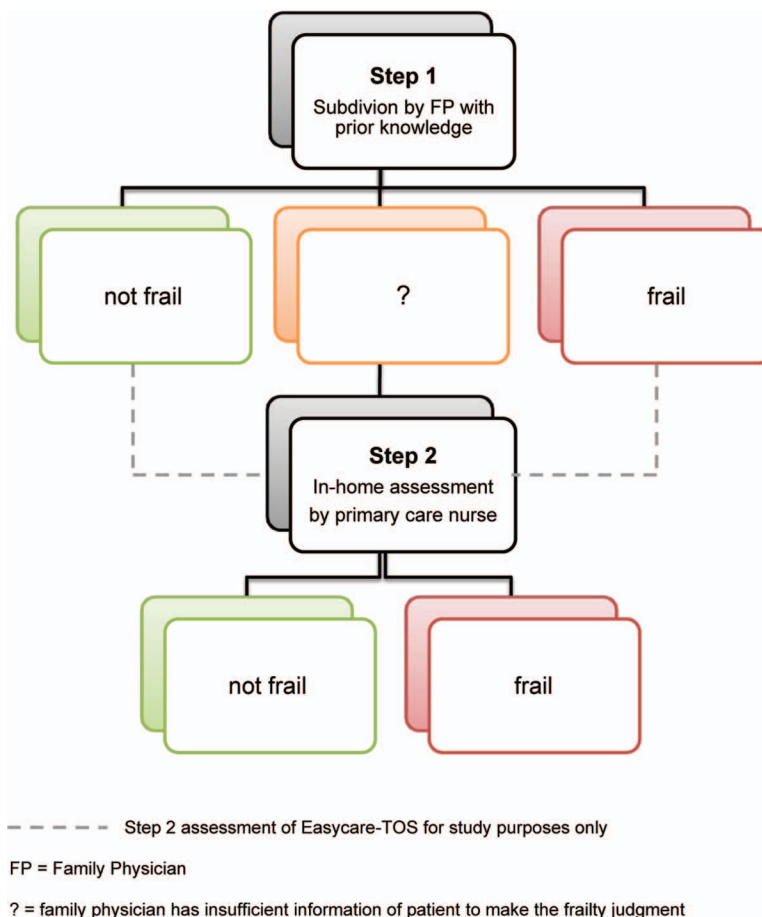 Step 1
Subdivion by FP with
prior knowledge
not frail
?
frail
Step 2
In-home assessment
by primary care nurse
not frail
frail
Step 2 assessment of Easycare-TOS for study purposes only
FP = Family Physician
? = family physician has insufficient information of patient to make the frailty judgment